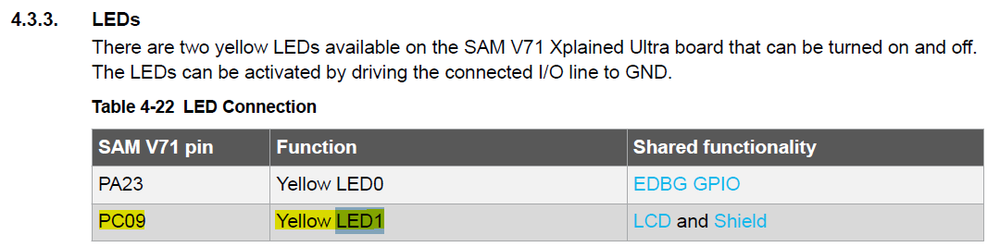 4.3.3. LEDs
There are two yellow LEDs available on the SAM V71 Xplained Ultra board that can be turned on and off.
The LEDs can be activated by driving the connected I/O line to GND.
Table 4-22 LED Connection
SAM V71 pin Function Shared functionality
PA23 Yellow LED0 EDBG GPIO
PC09 Yellow LED1 LCD and Shield